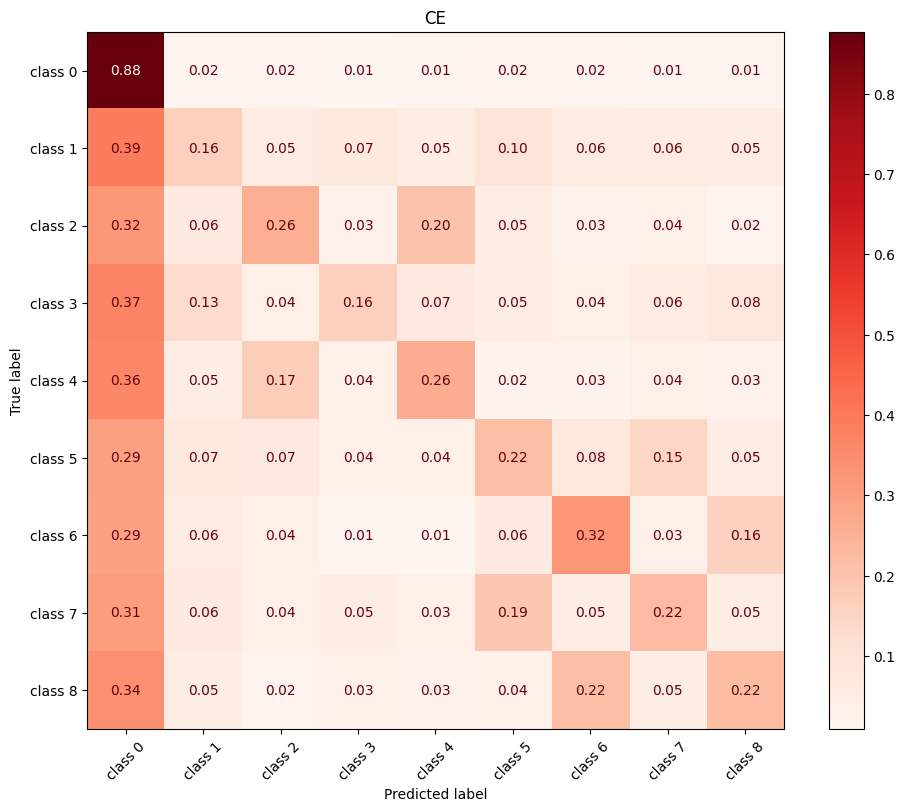 CE
class 0 0.88 0.02 0.02 0.01 0.01 0.02 0.02 0.01 0.01
class 1 0.39 0.16 0.05 0.07 0.05 0.10 0.06 0.06 0.05
class 2 0.32 0.06 0.26 0.03 0.20 0.05 0.03 0.04 0.02
class 3 0.37 0.13 0.04 0.16 0.07 0.05 0.04 0.06 0.08
class 4 0.36 0.05 0.17 0.04 0.26 0.02 0.03 0.04 0.03
class 5 0.29 0.07 0.07 0.04 0.04 0.22 0.08 0.15 0.05
class 6 0.29 0.06 0.04 0.01 0.01 0.06 0.32 0.03 0.16
class 7 0.31 0.06 0.04 0.05 0.03 0.19 0.05 0.22 0.05
class 8 0.34 0.05 0.02 0.03 0.03 0.04 0.22 0.05 0.22
True label
class 0 class 1 class 2 class 3 class 4 class 5 class 6 class 7 class 8
Predicted label
0.8
0.7
0.6
0.5
0.4
0.3
0.2
0.1